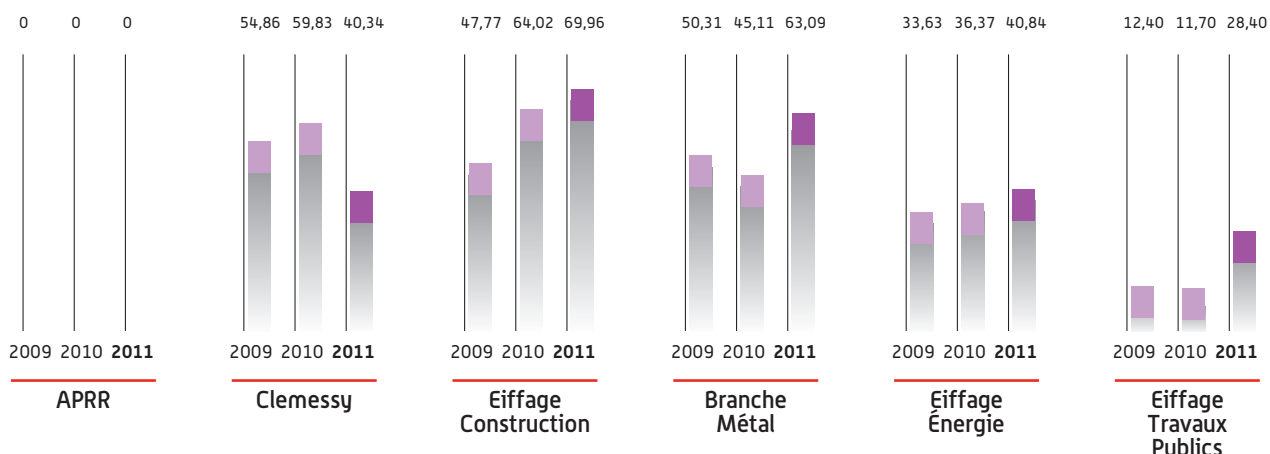 0 0 0 54,86 59,83 40,34 47,77 64,02 69,96 50,31 45,11 63,09 33,63 36,37 40,84 12,40 11,70 28,40
2009 2010 2011 2009 2010 2011 2009 2010 2011 2009 2010 2011 2009 2010 2011 2009 2010 2011
APRR
Clemessy
Eiffage
Construction
Branche
Métal
Eiffage
Énergie
Eiffage
Travaux
Publics